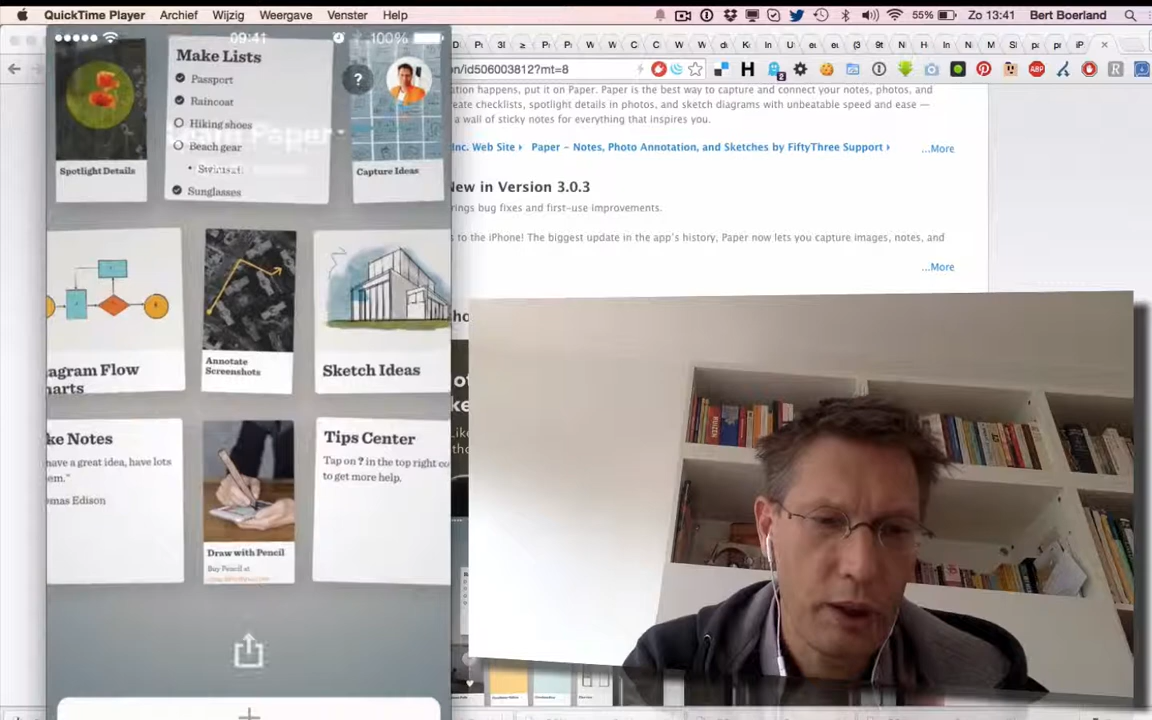 QuickTime Player Archief Wijzig Weergave Venster Help 55% Zo 13:41 Bert Boerland
09:41 100%
on/id506003812?mt=8
Make Lists
Passport
Raincoat
Hiking shoes
Beach gear
Sunglasses
?
Spotlight Details
Capture Ideas
ation happens, put it on Paper. Paper is the best way to capture and connect your notes, photos, and
eate checklists, spotlight details in photos, and sketch diagrams with unbeatable speed and ease —
a wall of sticky notes for everything that inspires you.
Inc. Web Site Paper – Notes, Photo Annotation, and Sketches by FiftyThree Support ...More
New in Version 3.0.3
rings bug fixes and first-use improvements.
s to the iPhone! The biggest update in the app's history, Paper now lets you capture images, notes, and
...More
agram Flow
harts
Annotate
Screenshots
Sketch Ideas
ke Notes
have a great idea, have lots
em."
omas Edison
Draw with Pencil
Buy Pencil at
Tips Center
Tap on ? in the top right co
to get more help.